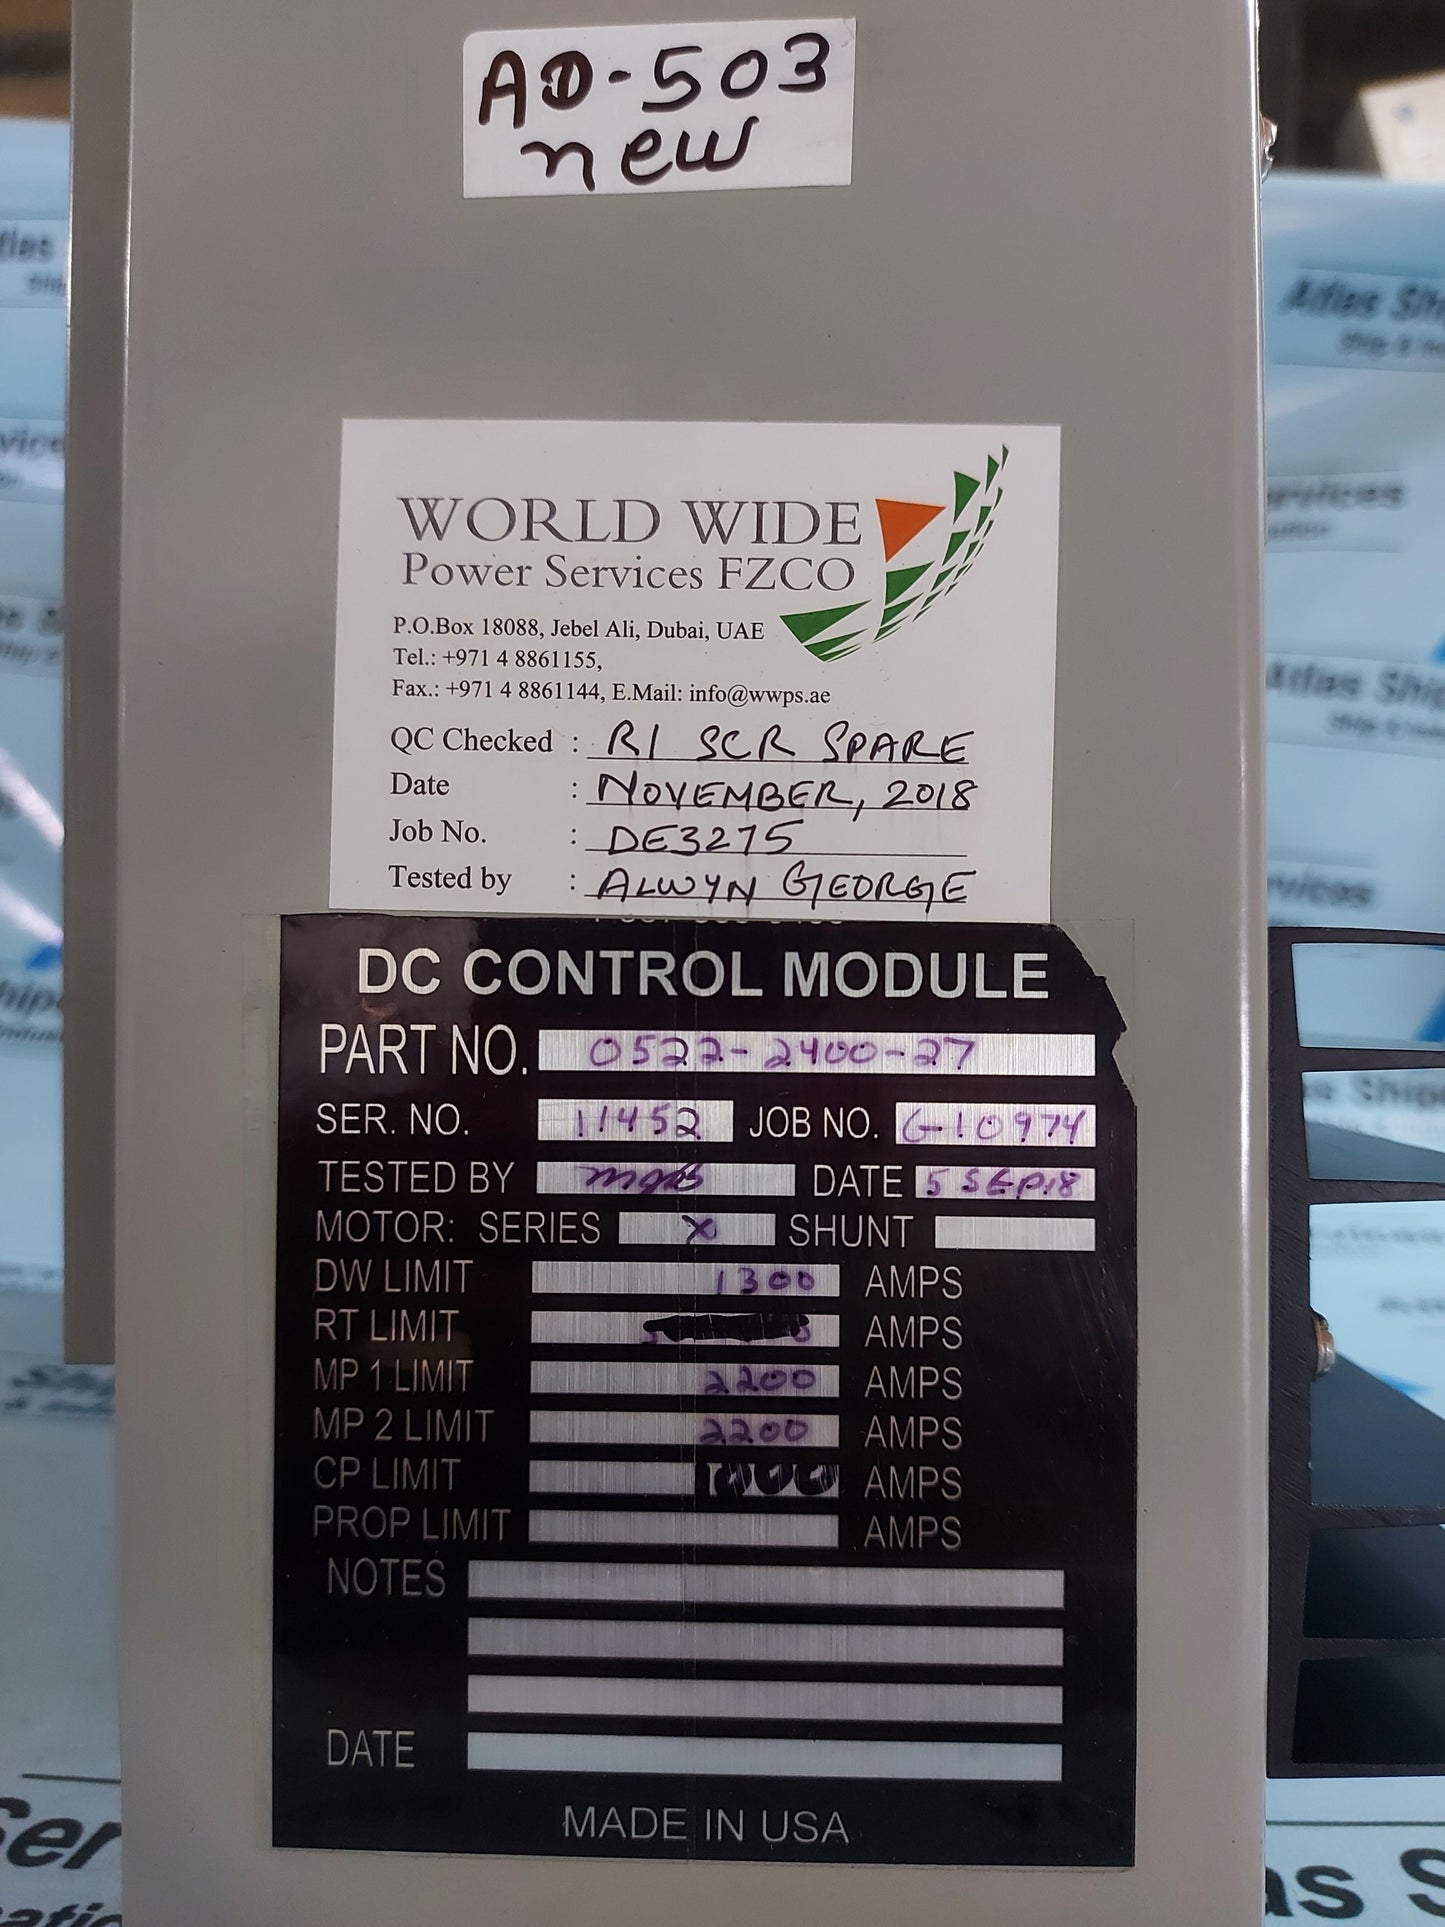 AD-503
new
WORLD WIDE
Power Services FZCO
P.O.Box 18088, Jebel Ali, Dubai, UAE
Tel.: +971 4 8861155,
Fax.: +971 4 8861144, E.Mail: info@wwps.ae
QC Checked : R1 SCR SPARE
Date : NOVEMBER, 2018
Job No. : DE3275
Tested by : ALWYN GEORGE
DC CONTROL MODULE
PART NO. 0522-2400-27
SER. NO. 11452 JOB NO. G-10974
TESTED BY DATE 5 SEP.18
MOTOR: SERIES X SHUNT
DW LIMIT 1300 AMPS
RT LIMIT AMPS
MP 1 LIMIT 2200 AMPS
MP 2 LIMIT 2200 AMPS
CP LIMIT AMPS
PROP LIMIT AMPS
NOTES
DATE
MADE IN USA
Atlas Ship
Atlas Ship